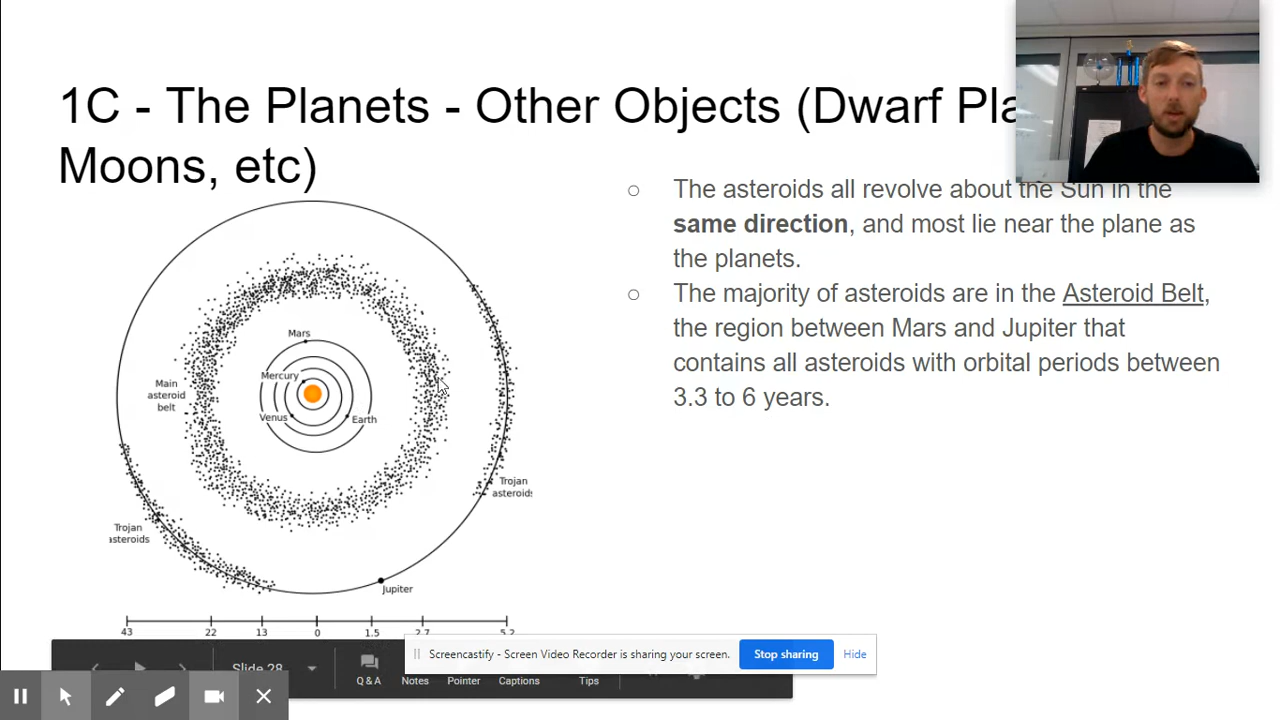 1C - The Planets - Other Objects (Dwarf
Moons, etc)
The asteroids all revolve about the Sun in the
same direction, and most lie near the plane as
the planets.
The majority of asteroids are in the Asteroid Belt,
the region between Mars and Jupiter that
contains all asteroids with orbital periods between
3.3 to 6 years.
Mars
Mercury
Main
asteroid
belt
Venus
Earth
Trojan
asteroids
Trojan
asteroids
Jupiter
43 22 13 0 1.5 2.7 5.2
Screencastify - Screen Video Recorder is sharing your screen.
Stop sharing
Hide
Slide 28
Q & A
Notes
Pointer
Captions
Tips